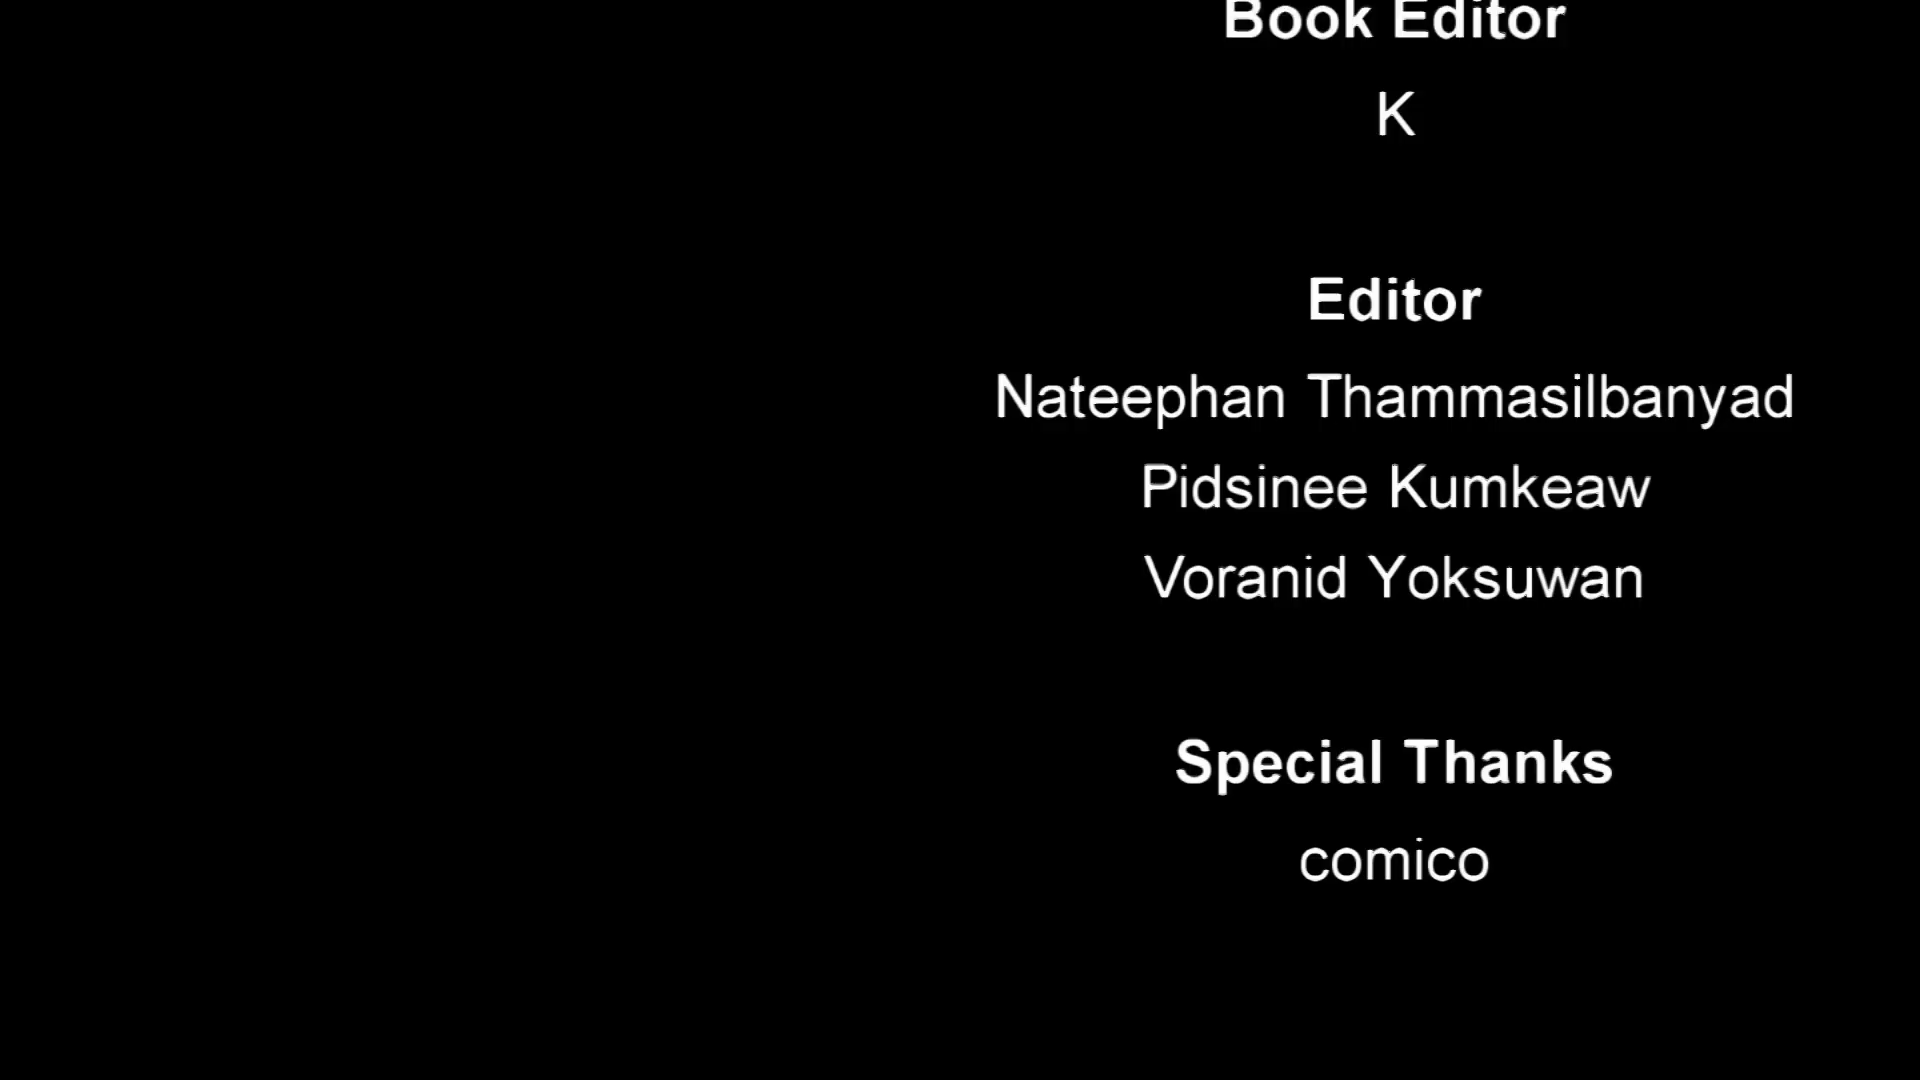 Book Editor
K
Editor
Nateephan Thammasilbanyad
Pidsinee Kumkeaw
Voranid Yoksuwan
Special Thanks
comico